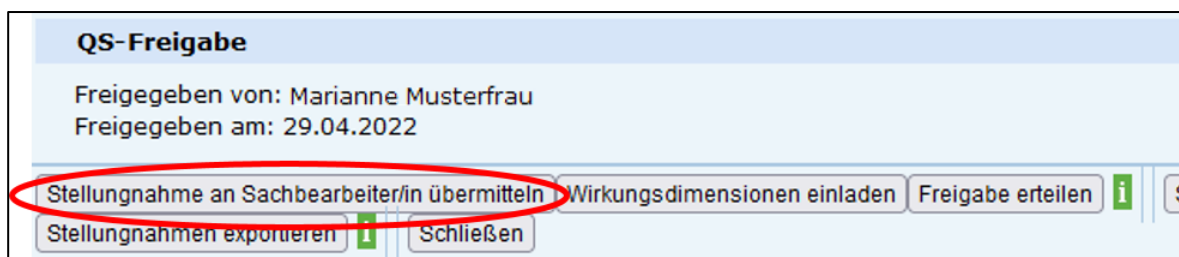 QS-Freigabe
Freigegeben von: Marianne Musterfrau
Freigegeben am: 29.04.2022
Stellungnahme an Sachbearbeiter/in übermitteln Wirkungsdimensionen einladen Freigabe erteilen i
Stellungnahmen exportieren i Schließen